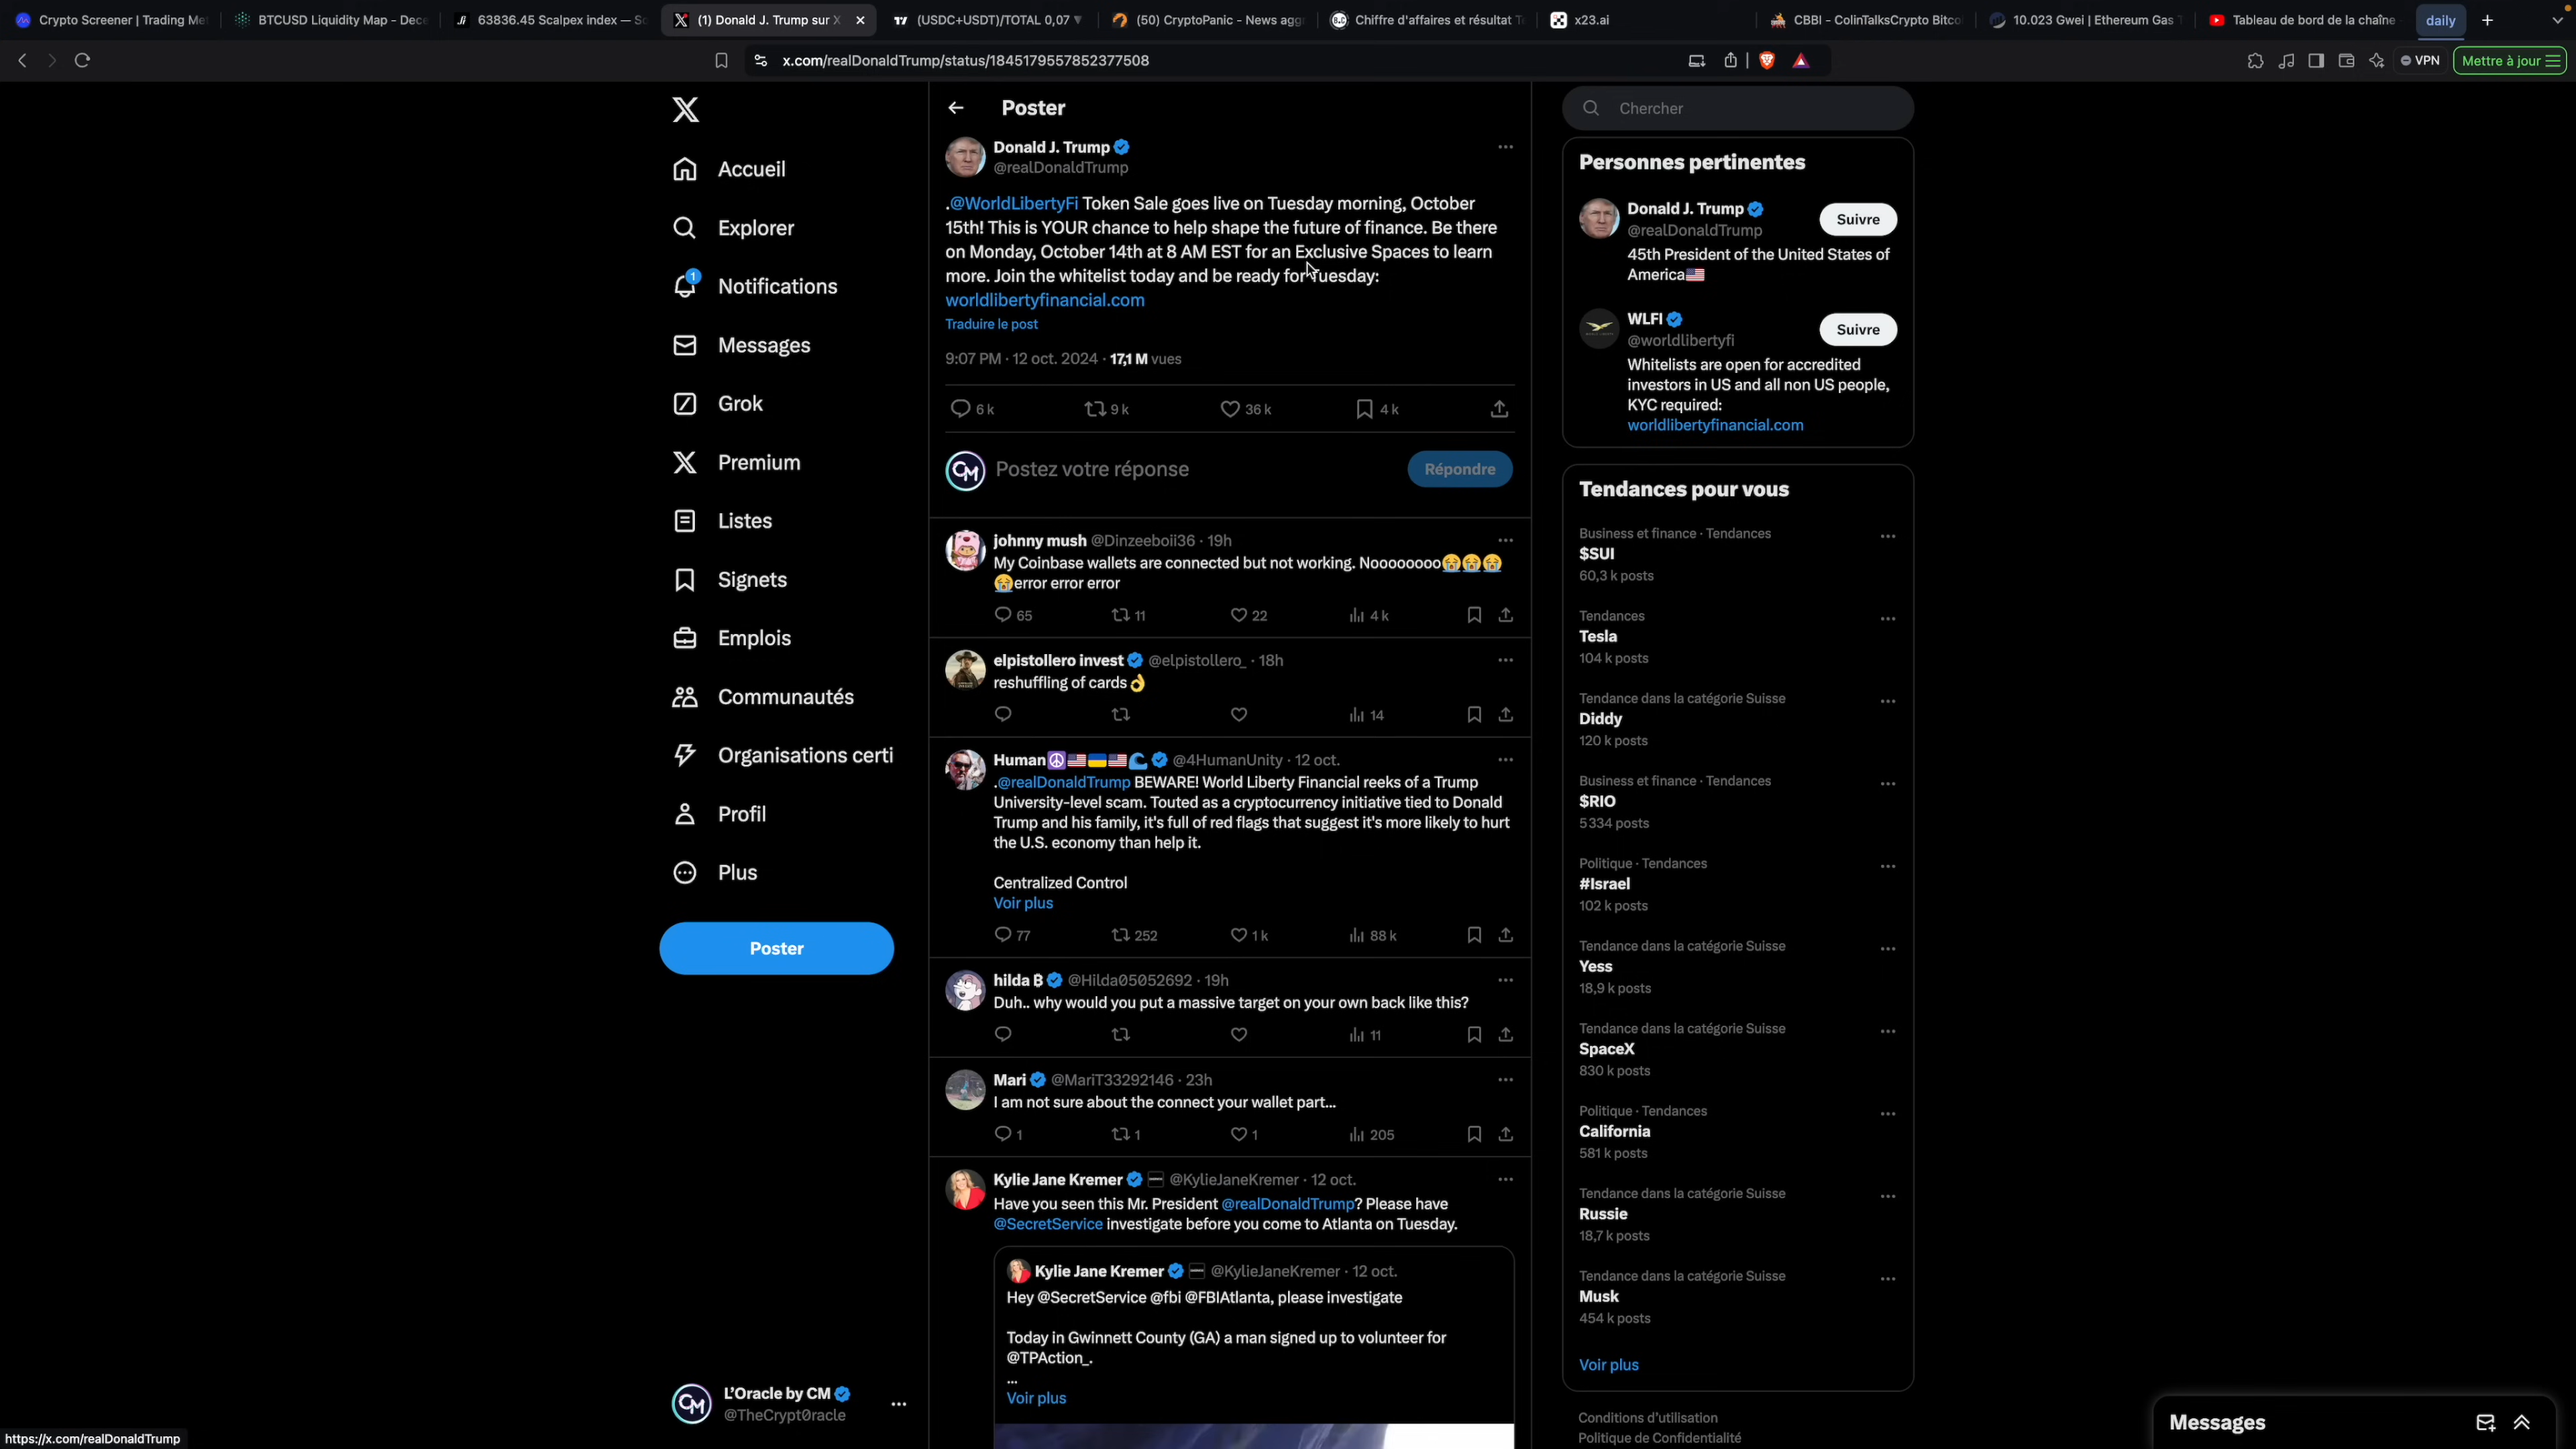 Crypto Screener | Trading Me
BTCUSD Liquidity Map - Dece
63836.45 Scalpex index — Sc
(1) Donald J. Trump sur X
(USDC+USDT)/TOTAL 0,07 ▼
(50) CryptoPanic - News aggr
Chiffre d'affaires et résultat T
x23.ai
CBBI - ColinTalksCrypto Bitco
10.023 Gwei | Ethereum Gas T
Tableau de bord de la chaîne
daily
x.com/realDonaldTrump/status/1845179557852377508
VPN
Mettre à jour
Accueil
Explorer
1
Notifications
Messages
Grok
Premium
Listes
Signets
Emplois
Communautés
Organisations certi
Profil
Plus
Poster
L'Oracle by CM
@TheCrypt0racle
https://x.com/realDonaldTrump
Poster
Donald J. Trump
@realDonaldTrump
.@WorldLibertyFi Token Sale goes live on Tuesday morning, October
15th! This is YOUR chance to help shape the future of finance. Be there
on Monday, October 14th at 8 AM EST for an Exclusive Spaces to learn
more. Join the whitelist today and be ready for Tuesday:
worldlibertyfinancial.com
Traduire le post
9:07 PM · 12 oct. 2024 · 17,1 M vues
6 k 9 k 36 k 4 k
CM
Postez votre réponse
Répondre
johnny mush @Dinzeeboii36 · 19h
My Coinbase wallets are connected but not working. Noooooooo😭😭😭
😭error error error
65 11 22 4 k
elpistollero invest @elpistollero_ · 18h
reshuffling of cards👌
14
Human☮️🇺🇸🇺🇦🇺🇸🌊 @4HumanUnity · 12 oct.
.@realDonaldTrump BEWARE! World Liberty Financial reeks of a Trump
University-level scam. Touted as a cryptocurrency initiative tied to Donald
Trump and his family, it's full of red flags that suggest it's more likely to hurt
the U.S. economy than help it.
Centralized Control
Voir plus
77 252 1 k 88 k
hilda ₿ @Hilda05052692 · 19h
Duh.. why would you put a massive target on your own back like this?
11
Mari @MariT33292146 · 23h
I am not sure about the connect your wallet part...
1 1 1 205
Kylie Jane Kremer @KylieJaneKremer · 12 oct.
Have you seen this Mr. President @realDonaldTrump? Please have
@SecretService investigate before you come to Atlanta on Tuesday.
Kylie Jane Kremer @KylieJaneKremer · 12 oct.
Hey @SecretService @fbi @FBIAtlanta, please investigate
Today in Gwinnett County (GA) a man signed up to volunteer for
@TPAction_.
...
Voir plus
Chercher
Personnes pertinentes
Donald J. Trump
@realDonaldTrump
Suivre
45th President of the United States of
America🇺🇸
WLFI
@worldlibertyfi
Suivre
Whitelists are open for accredited
investors in US and all non US people,
KYC required:
worldlibertyfinancial.com
Tendances pour vous
Business et finance · Tendances
$SUI
60,3 k posts
Tendances
Tesla
104 k posts
Tendance dans la catégorie Suisse
Diddy
120 k posts
Business et finance · Tendances
$RIO
5 334 posts
Politique · Tendances
#Israel
102 k posts
Tendance dans la catégorie Suisse
Yess
18,9 k posts
Tendance dans la catégorie Suisse
SpaceX
830 k posts
Politique · Tendances
California
581 k posts
Tendance dans la catégorie Suisse
Russie
18,7 k posts
Tendance dans la catégorie Suisse
Musk
454 k posts
Voir plus
Conditions d'utilisation
Politique de Confidentialité
Messages